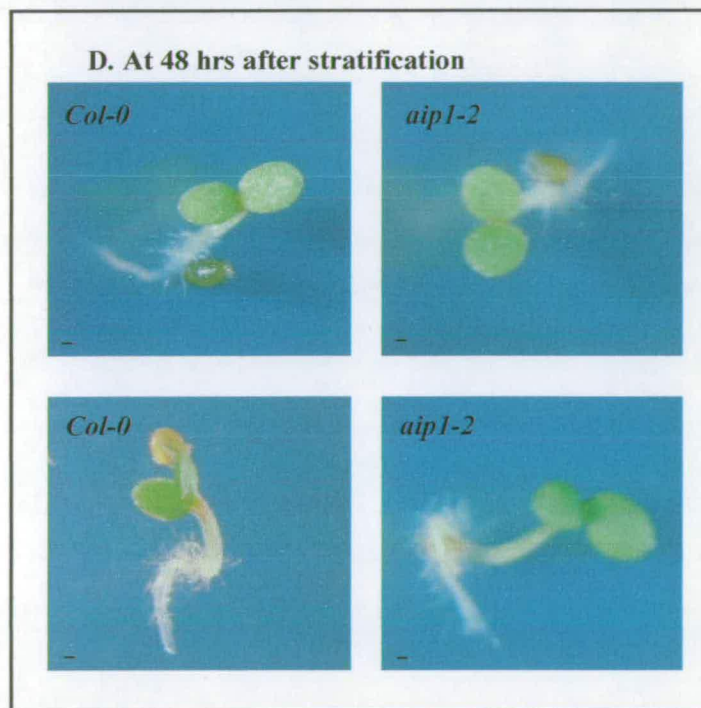 D. At 48 hrs after stratification
Col-0
aip1-2
Col-0
aip1-2